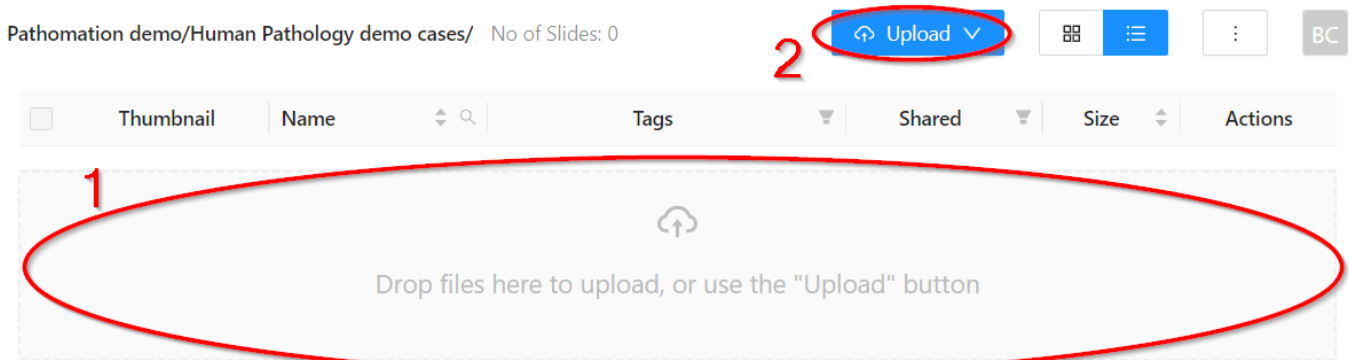 Pathomation demo/Human Pathology demo cases/ No of Slides: 0 2 Upload BC
Thumbnail Name Tags Shared Size Actions
1
Drop files here to upload, or use the "Upload" button